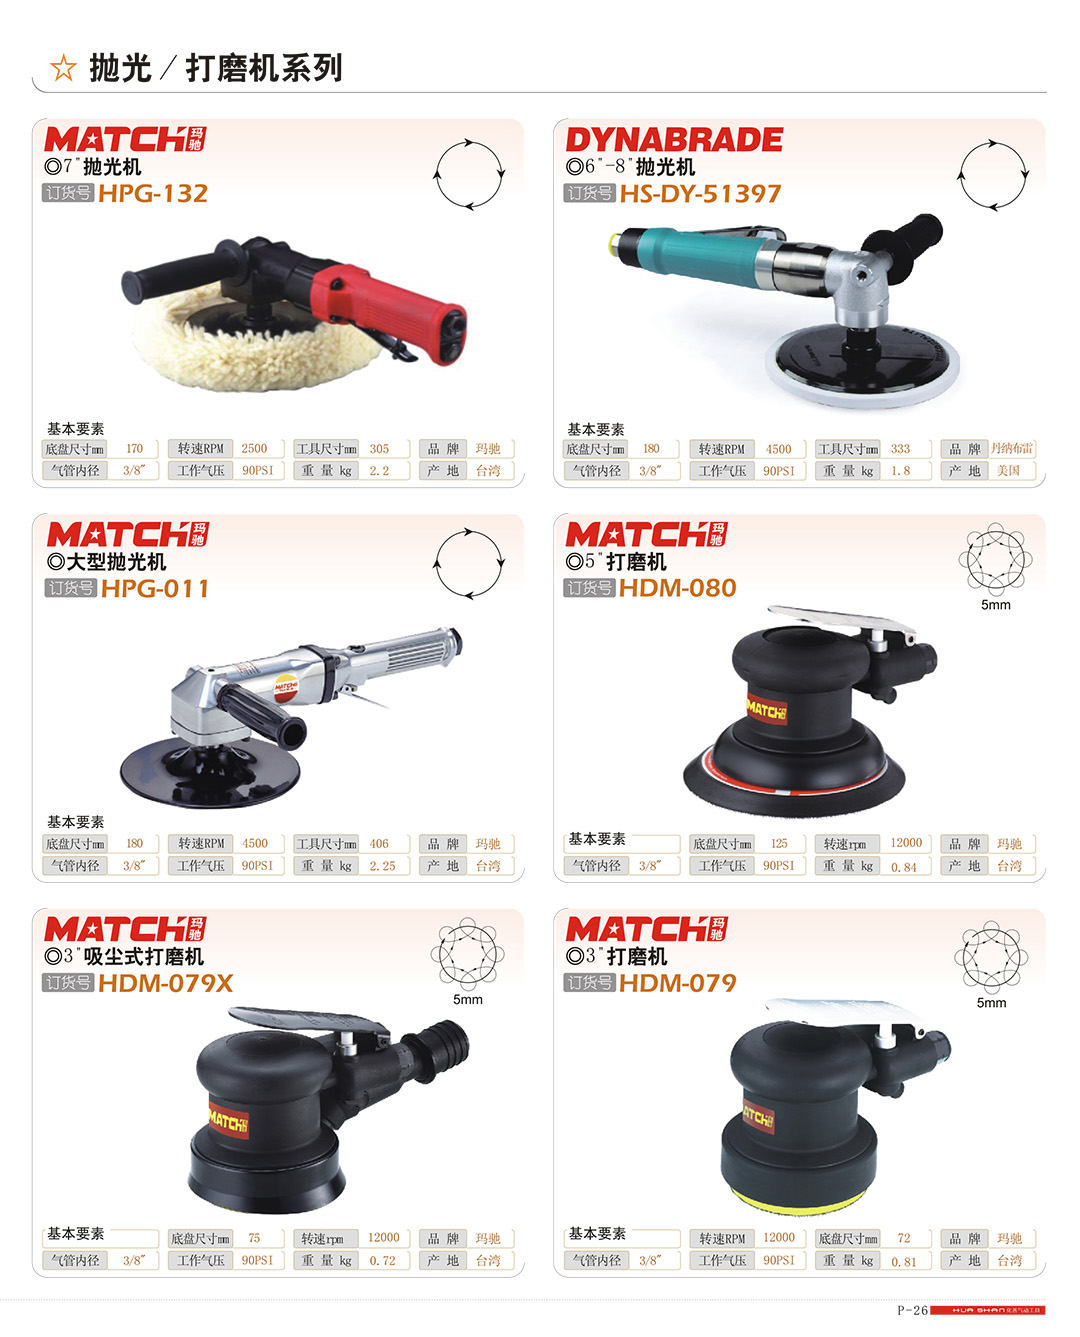 抛光/打磨机系列
MATCH 玛驰
◎7"抛光机
订货号 HPG-132
基本要素
底盘尺寸mm 170 转速RPM 2500 工具尺寸mm 305 品 牌 玛驰
气管内径 3/8" 工作气压 90PSI 重 量 kg 2.2 产 地 台湾
DYNABRADE
◎6"-8"抛光机
订货号 HS-DY-51397
基本要素
底盘尺寸mm 180 转速RPM 4500 工具尺寸mm 333 品 牌 丹纳布雷
气管内径 3/8" 工作气压 90PSI 重 量 kg 1.8 产 地 美国
MATCH 玛驰
◎大型抛光机
订货号 HPG-011
MATCH
基本要素
底盘尺寸mm 180 转速RPM 4500 工具尺寸mm 406 品 牌 玛驰
气管内径 3/8" 工作气压 90PSI 重 量 kg 2.25 产 地 台湾
MATCH 玛驰
◎5"打磨机
订货号 HDM-080
5mm
MATCH
基本要素 底盘尺寸mm 125 转速rpm 12000 品 牌 玛驰
气管内径 3/8" 工作气压 90PSI 重 量 kg 0.84 产 地 台湾
MATCH 玛驰
◎3"吸尘式打磨机
订货号 HDM-079X
5mm
MATCH
基本要素 底盘尺寸mm 75 转速rpm 12000 品 牌 玛驰
气管内径 3/8" 工作气压 90PSI 重 量 kg 0.72 产 地 台湾
MATCH 玛驰
◎3"打磨机
订货号 HDM-079
5mm
MATCH
基本要素 转速RPM 12000 底盘尺寸mm 72 品 牌 玛驰
气管内径 3/8" 工作气压 90PSI 重 量 kg 0.81 产 地 台湾
P-26 HUA SHAN